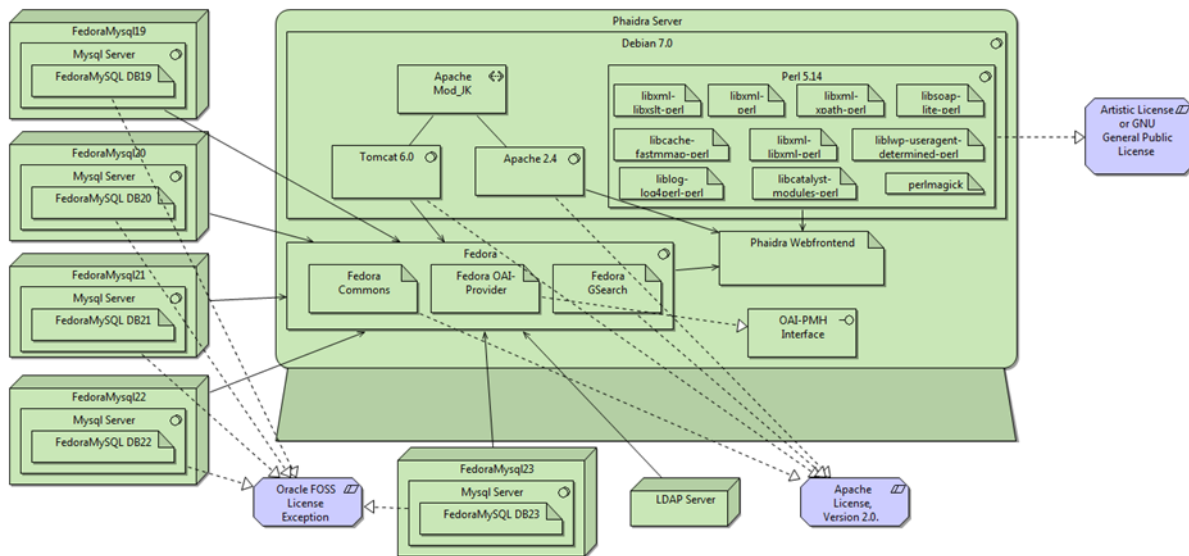 FedoraMysql19
Mysql Server
FedoraMySQL DB19
FedoraMysql20
Mysql Server
FedoraMySQL DB20
FedoraMysql21
Mysql Server
FedoraMySQL DB21
FedoraMysql22
Mysql Server
FedoraMySQL DB22
Phaidra Server
Debian 7.0
Apache
Mod_JK
Tomcat 6.0
Apache 2.4
Perl 5.14
libxml-
libxslt-perl
libxml-
perl
libxml-
xpath-perl
libsoap-
lite-perl
libcache-
fastmmap-perl
libxml-
libxml-perl
liblwp-useragent-
determined-perl
liblog-
log4perl-perl
libcatalyst-
modules-perl
perlmagick
Fedora
Fedora
Commons
Fedora OAI-
Provider
Fedora
GSearch
Phaidra Webfrontend
OAI-PMH
Interface
Artistic License
or GNU
General Public
License
Oracle FOSS
License
Exception
FedoraMysql23
Mysql Server
FedoraMySQL DB23
LDAP Server
Apache
License,
Version 2.0.